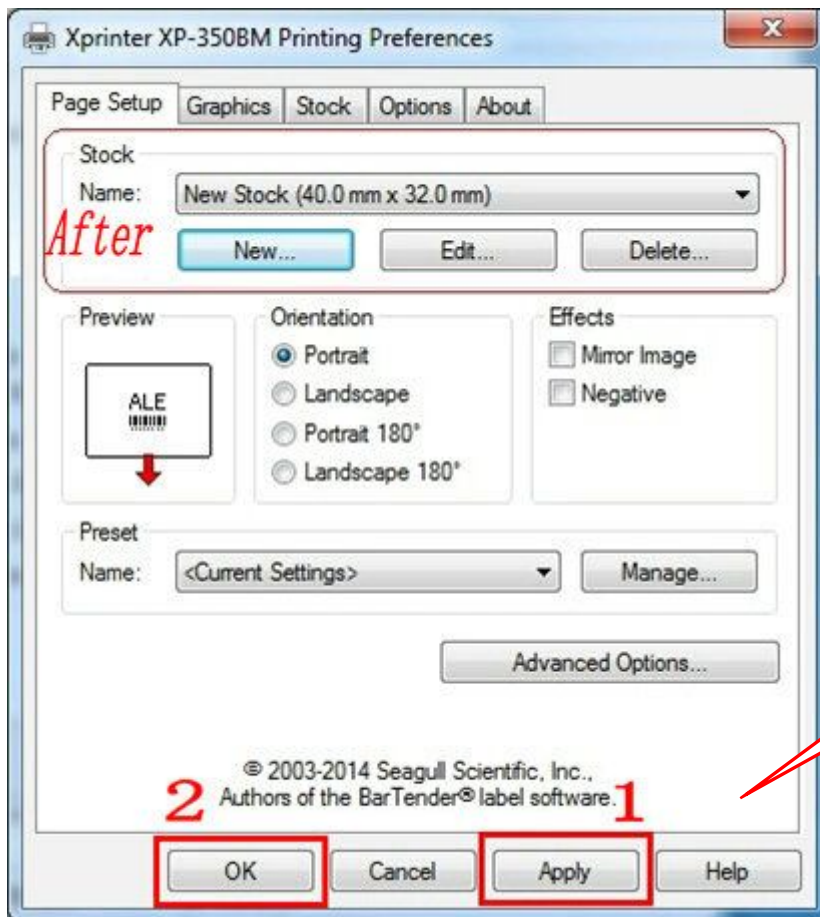 Xprinter XP-350BM Printing Preferences
Page Setup Graphics Stock Options About
Stock
Name: New Stock (40.0 mm x 32.0 mm)
After New... Edit... Delete...
Preview Orientation Effects
Portrait Mirror Image
ALE Landscape Negative
Portrait 180°
Landscape 180°
Preset
Name: <Current Settings> Manage...
Advanced Options...
© 2003-2014 Seagull Scientific, Inc.,
2 Authors of the BarTender® label software. 1
OK Cancel Apply Help